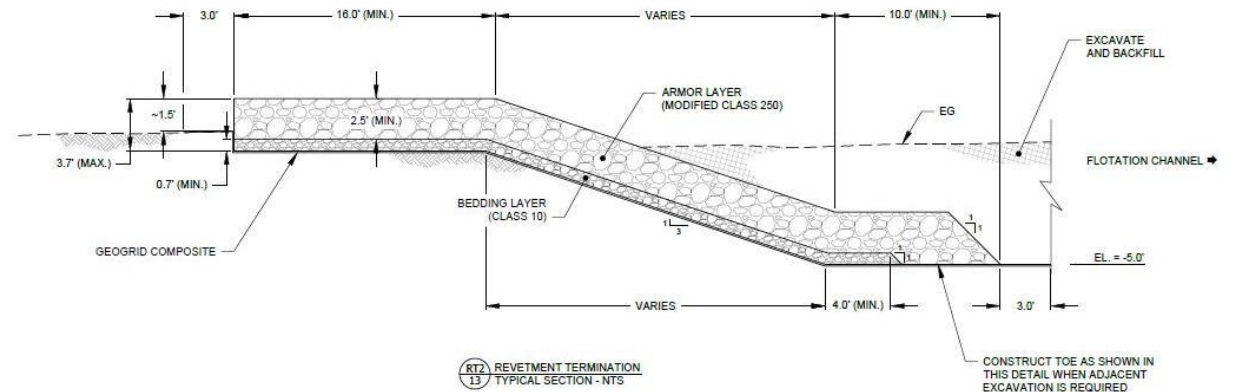 3.0'
16.0' (MIN.)
VARIES
10.0' (MIN.)
EXCAVATE
AND BACKFILL
ARMOR LAYER
(MODIFIED CLASS 250)
~1.5'
2.5' (MIN.)
EG
3.7' (MAX.)
FLOTATION CHANNEL
0.7' (MIN.)
BEDDING LAYER
(CLASS 10)
1
3
1
1
1
1
GEOGRID COMPOSITE
EL. = -5.0'
VARIES
4.0' (MIN.)
3.0'
RT2 REVETMENT TERMINATION
13 TYPICAL SECTION - NTS
CONSTRUCT TOE AS SHOWN IN
THIS DETAIL WHEN ADJACENT
EXCAVATION IS REQUIRED